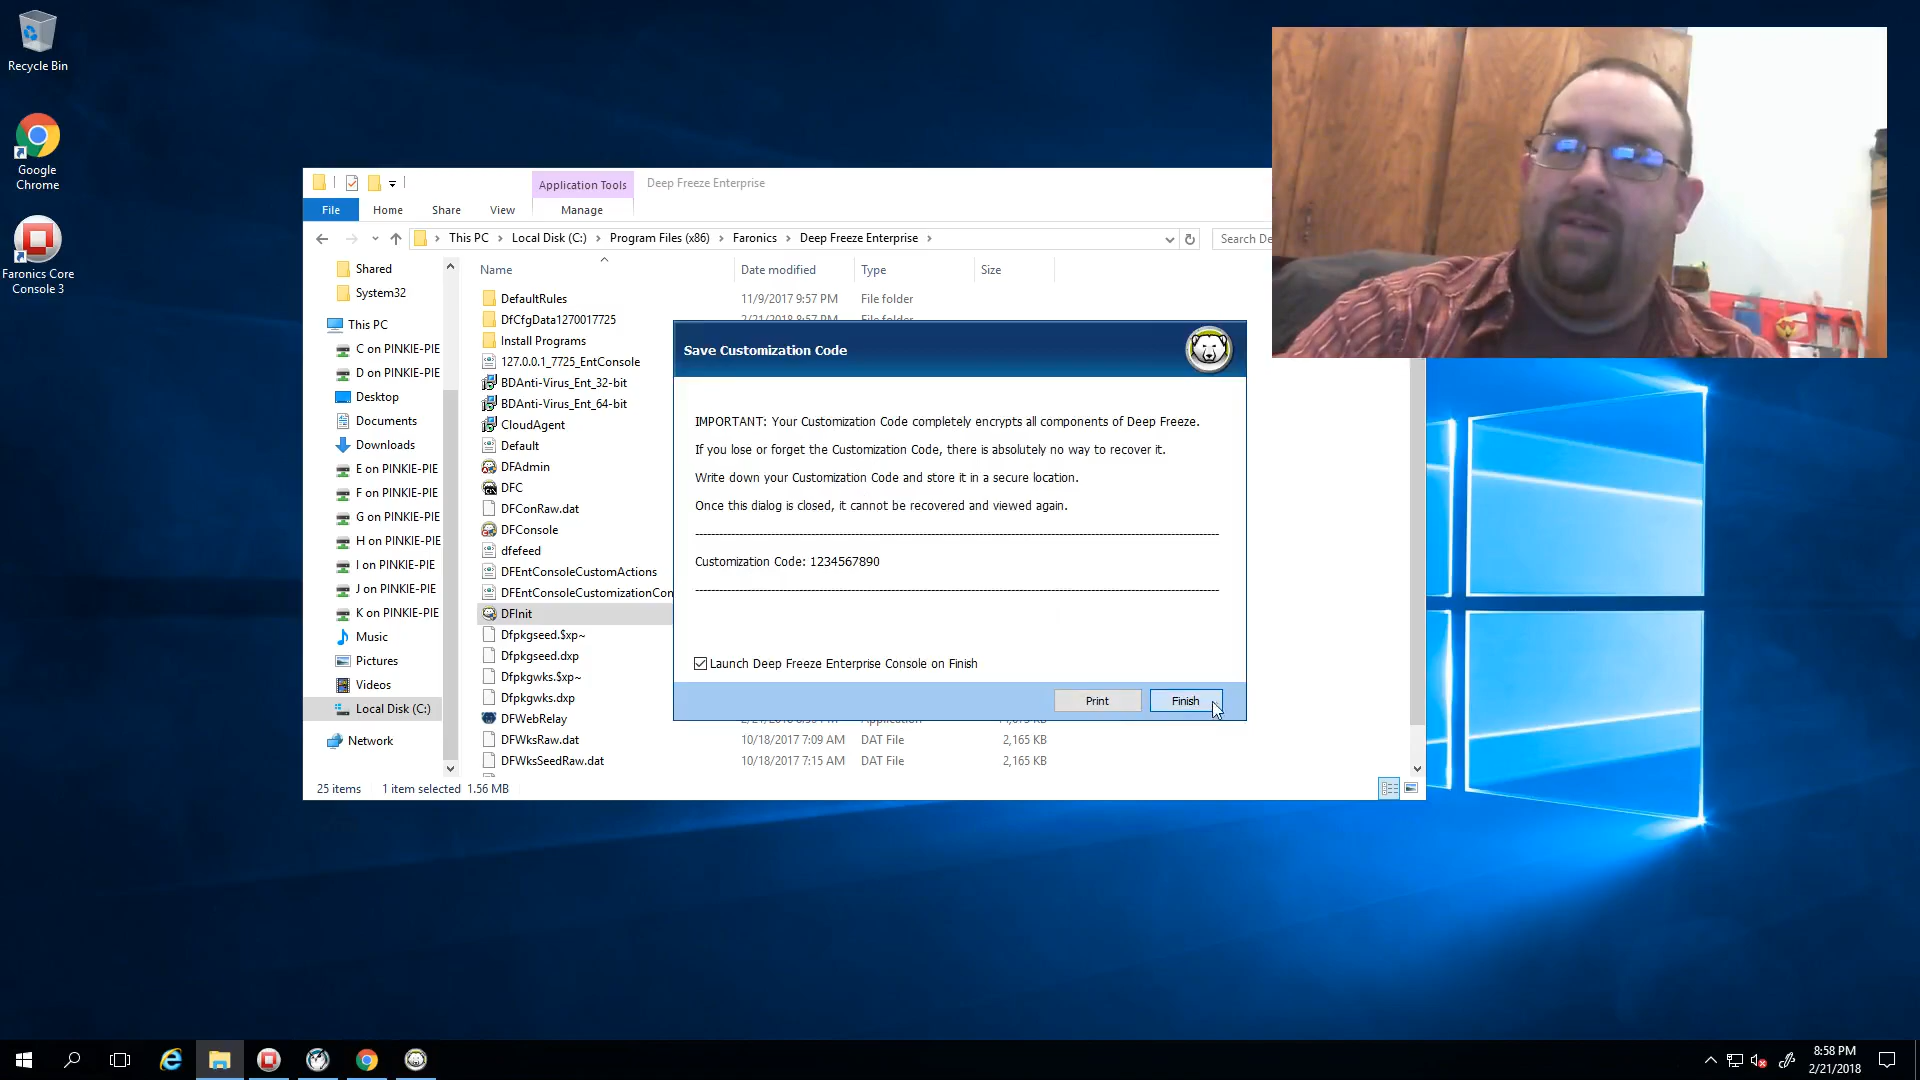 Recycle Bin
Google
Chrome
Faronics Core
Console 3
Application Tools
Deep Freeze Enterprise
File
Home
Share
View
Manage
This PC
Local Disk (C:)
Program Files (x86)
Faronics
Deep Freeze Enterprise
Search De
Shared
System32
This PC
C on PINKIE-PIE
D on PINKIE-PIE
Desktop
Documents
Downloads
E on PINKIE-PIE
F on PINKIE-PIE
G on PINKIE-PIE
H on PINKIE-PIE
I on PINKIE-PIE
J on PINKIE-PIE
K on PINKIE-PIE
Music
Pictures
Videos
Local Disk (C:)
Network
Name
Date modified
Type
Size
DefaultRules 11/9/2017 9:57 PM File folder
DfCfgData1270017725 2/21/2018 8:57 PM File folder
Install Programs
127.0.0.1_7725_EntConsole
BDAnti-Virus_Ent_32-bit
BDAnti-Virus_Ent_64-bit
CloudAgent
Default
DFAdmin
DFC
DFConRaw.dat
DFConsole
dfefeed
DFEntConsoleCustomActions
DFEntConsoleCustomizationCon
DFInit
Dfpkgseed.$xp~
Dfpkgseed.dxp
Dfpkgwks.$xp~
Dfpkgwks.dxp
DFWebRelay
DFWksRaw.dat 10/18/2017 7:09 AM DAT File 2,165 KB
DFWksSeedRaw.dat 10/18/2017 7:15 AM DAT File 2,165 KB
25 items 1 item selected 1.56 MB
Save Customization Code
IMPORTANT: Your Customization Code completely encrypts all components of Deep Freeze.
If you lose or forget the Customization Code, there is absolutely no way to recover it.
Write down your Customization Code and store it in a secure location.
Once this dialog is closed, it cannot be recovered and viewed again.
Customization Code: 1234567890
Launch Deep Freeze Enterprise Console on Finish
Print
Finish
8:58 PM
2/21/2018